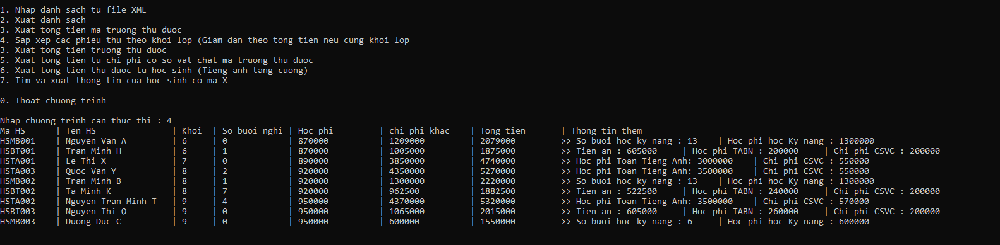 1. Nhap danh sach tu file XML
2. Xuat danh sach
3. Xuat tong tien ma truong thu duoc
4. Sap xep cac phieu thu theo khoi lop (Giam dan theo tong tien neu cung khoi lop
3. Xuat tong tien truong thu duoc
5. Xuat tong tien tu chi phi co so vat chat ma truong thu duoc
6. Xuat tong tien thu duoc tu hoc sinh (Tieng anh tang cuong)
7. Tim va xuat thong tin cua hoc sinh co ma X
-------------------
0. Thoat chuong trinh
-------------------
Nhap chuong trinh can thuc thi : 4
Ma HS | Ten HS | Khoi | So buoi nghi | Hoc phi | chi phi khac | Tong tien | Thong tin them
HSMB001 | Nguyen Van A | 6 | 0 | 870000 | 1209000 | 2079000 >> So buoi hoc ky nang : 13 | Hoc phi hoc Ky nang : 1300000
HSBT001 | Tran Minh H | 6 | 1 | 870000 | 1005000 | 1875000 >> Tien an : 605000 | Hoc phi TABN : 200000 | Chi phi CSVC : 200000
HSTA001 | Le Thi X | 7 | 0 | 890000 | 3850000 | 4740000 >> Hoc phi Toan Tieng Anh: 3000000 | Chi phi CSVC : 550000
HSTA003 | Quoc Van Y | 8 | 2 | 920000 | 4350000 | 5270000 >> Hoc phi Toan Tieng Anh: 3500000 | Chi phi CSVC : 550000
HSMB002 | Tran Minh B | 8 | 1 | 920000 | 1300000 | 2220000 >> So buoi hoc ky nang : 13 | Hoc phi hoc Ky nang : 1300000
HSBT002 | Ta Minh K | 8 | 7 | 920000 | 962500 | 1882500 >> Tien an : 522500 | Hoc phi TABN : 240000 | Chi phi CSVC : 200000
HSTA002 | Nguyen Tran Minh T | 9 | 4 | 950000 | 4370000 | 5320000 >> Hoc phi Toan Tieng Anh: 3500000 | Chi phi CSVC : 570000
HSBT003 | Nguyen Thi Q | 9 | 0 | 950000 | 1065000 | 2015000 >> Tien an : 605000 | Hoc phi TABN : 260000 | Chi phi CSVC : 200000
HSMB003 | Duong Duc C | 9 | 0 | 950000 | 600000 | 1550000 >> So buoi hoc ky nang : 6 | Hoc phi hoc Ky nang : 600000